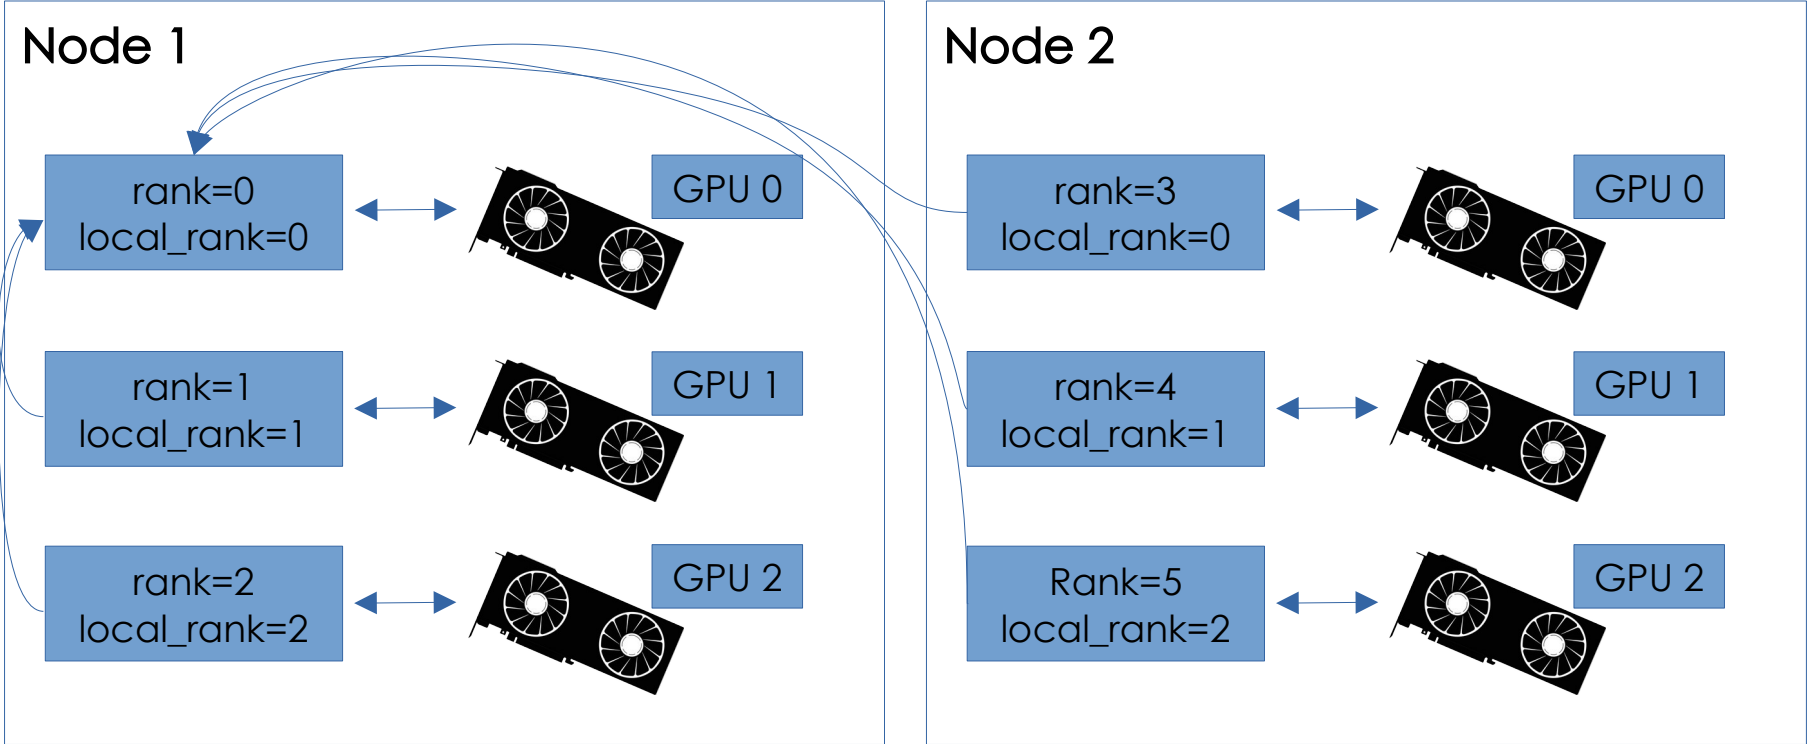 Node 1
rank=0
local_rank=0
GPU 0
rank=1
local_rank=1
GPU 1
rank=2
local_rank=2
GPU 2
Node 2
rank=3
local_rank=0
GPU 0
rank=4
local_rank=1
GPU 1
Rank=5
local_rank=2
GPU 2